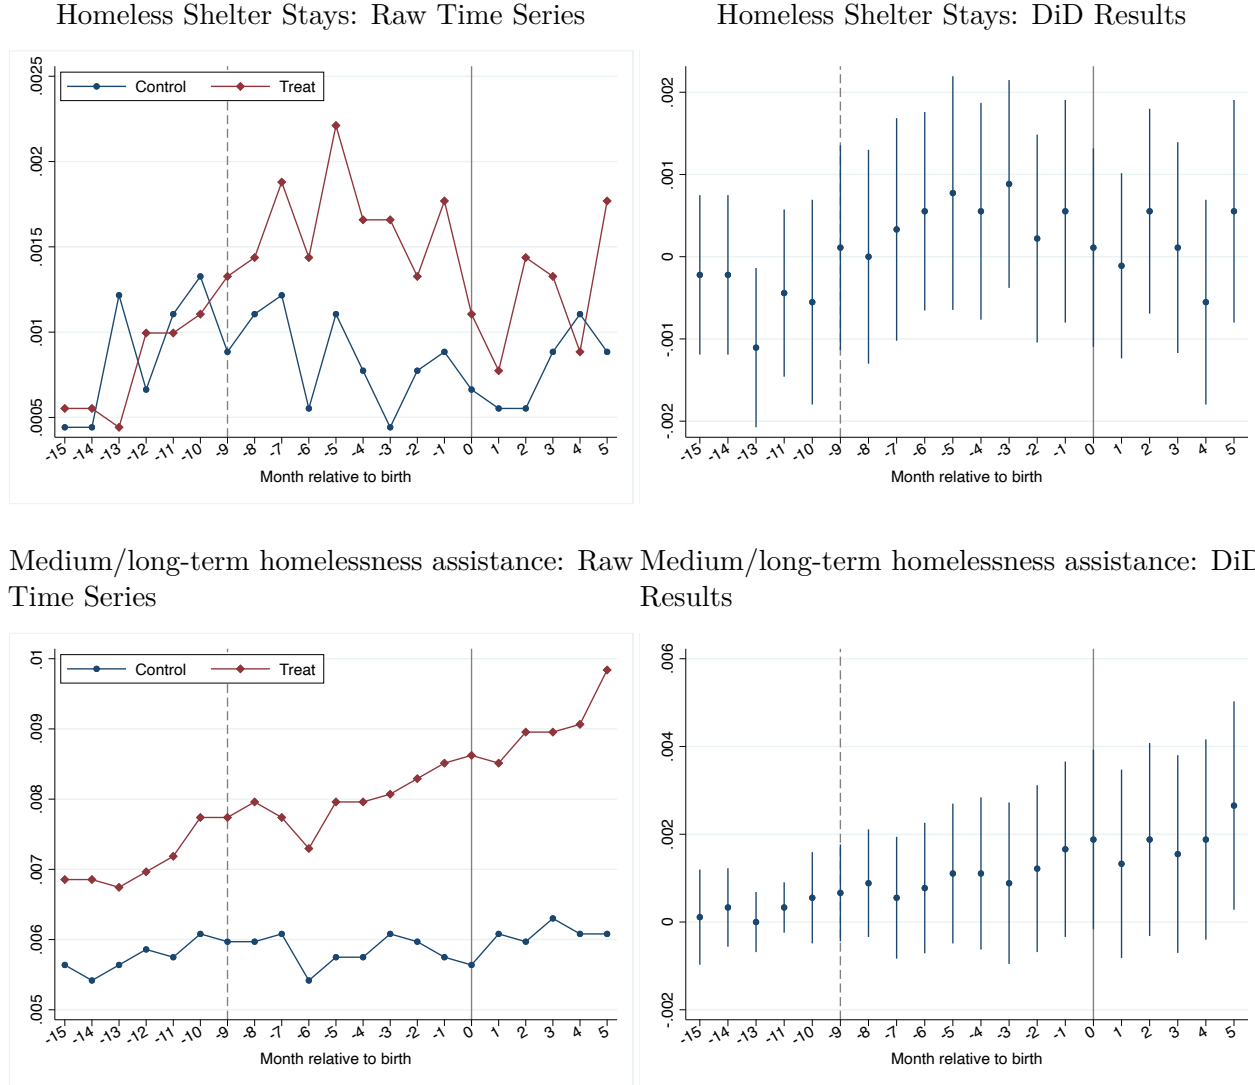 Homeless Shelter Stays: Raw Time Series
Homeless Shelter Stays: DiD Results
.0025
.002
.0015
.001
.0005
Control
Treat
-15 -14 -13 -12 -11 -10 -9 -8 -7 -6 -5 -4 -3 -2 -1 0 1 2 3 4 5
Month relative to birth
.002
.001
0
-.001
-.002
-15 -14 -13 -11 -10 -9 -8 -7 -6 -5 -4 -3 -2 -1 0 1 2 3 4 5
Month relative to birth
Medium/long-term homelessness assistance: Raw
Time Series
Medium/long-term homelessness assistance: DiD
Results
.01
.009
.008
.007
.006
.005
Control
Treat
-15 -14 -13 -12 -11 -10 -9 -8 -7 -6 -5 -4 -3 -2 -1 0 1 2 3 4 5
Month relative to birth
.006
.004
.002
0
-.002
-15 -14 -13 -11 -10 -9 -8 -7 -6 -5 -4 -3 -2 -1 0 1 2 3 4 5
Month relative to birth